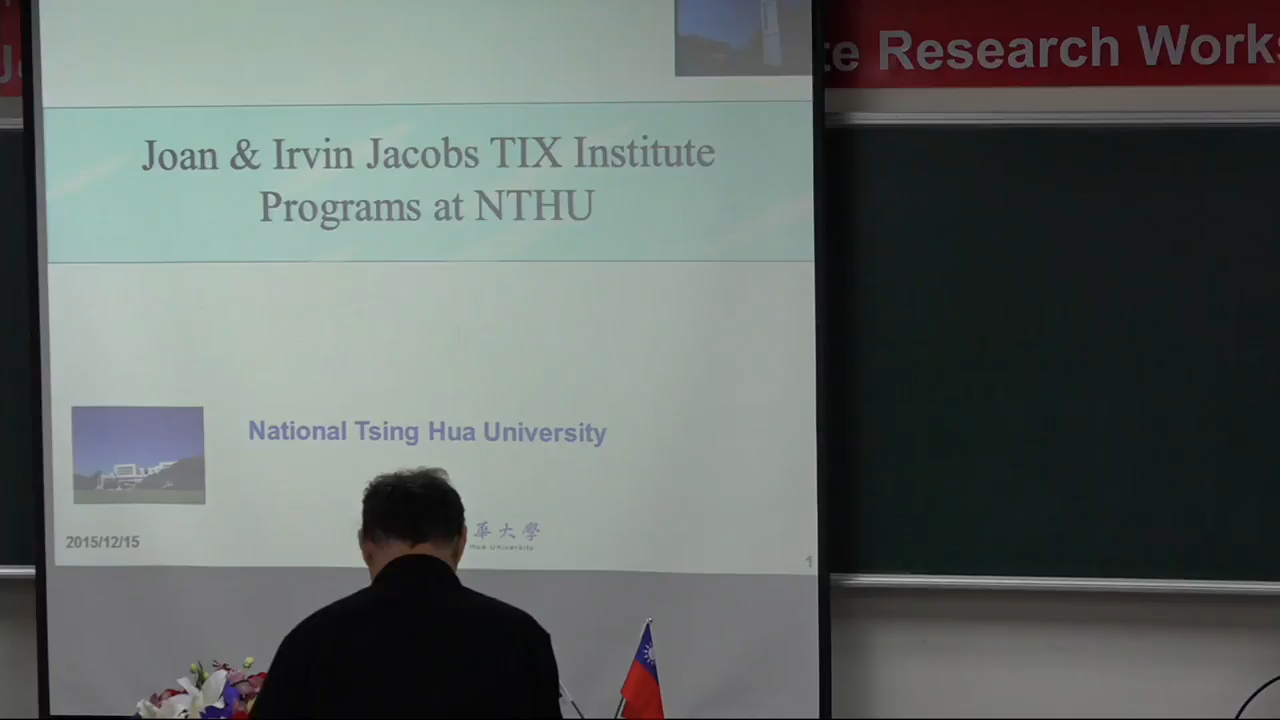 te Research Works
Joan & Irvin Jacobs TIX Institute
Programs at NTHU
National Tsing Hua University
華大學
Hua University
2015/12/15
1